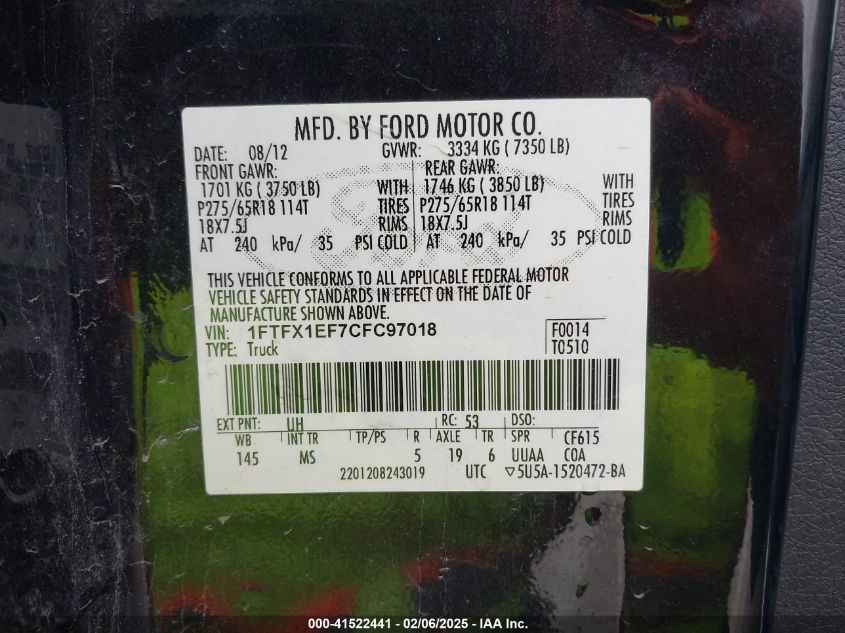 MFD. BY FORD MOTOR CO.
DATE: 08/12 GVWR: 3334 KG ( 7350 LB)
FRONT GAWR: REAR GAWR:
1701 KG ( 3750 LB) WITH 1746 KG ( 3850 LB) WITH
P275/65R18 114T TIRES P275/65R18 114T TIRES
18X7.5J RIMS 18X7.5J RIMS
AT 240 kPa/ 35 PSI COLD AT 240 kPa/ 35 PSI COLD
THIS VEHICLE CONFORMS TO ALL APPLICABLE FEDERAL MOTOR
VEHICLE SAFETY STANDARDS IN EFFECT ON THE DATE OF
MANUFACTURE SHOWN ABOVE.
VIN: 1FTFX1EF7CFC97018 F0014
TYPE: Truck T0510
EXT PNT: UH RC: 53 DSO:
WB INT TR TP/PS R AXLE TR SPR CF615
145 MS 5 19 6 UUAA COA
2201208243019 UTC ▽5U5A-1520472-BA
000-41522441 - 02/06/2025 - IAA Inc.